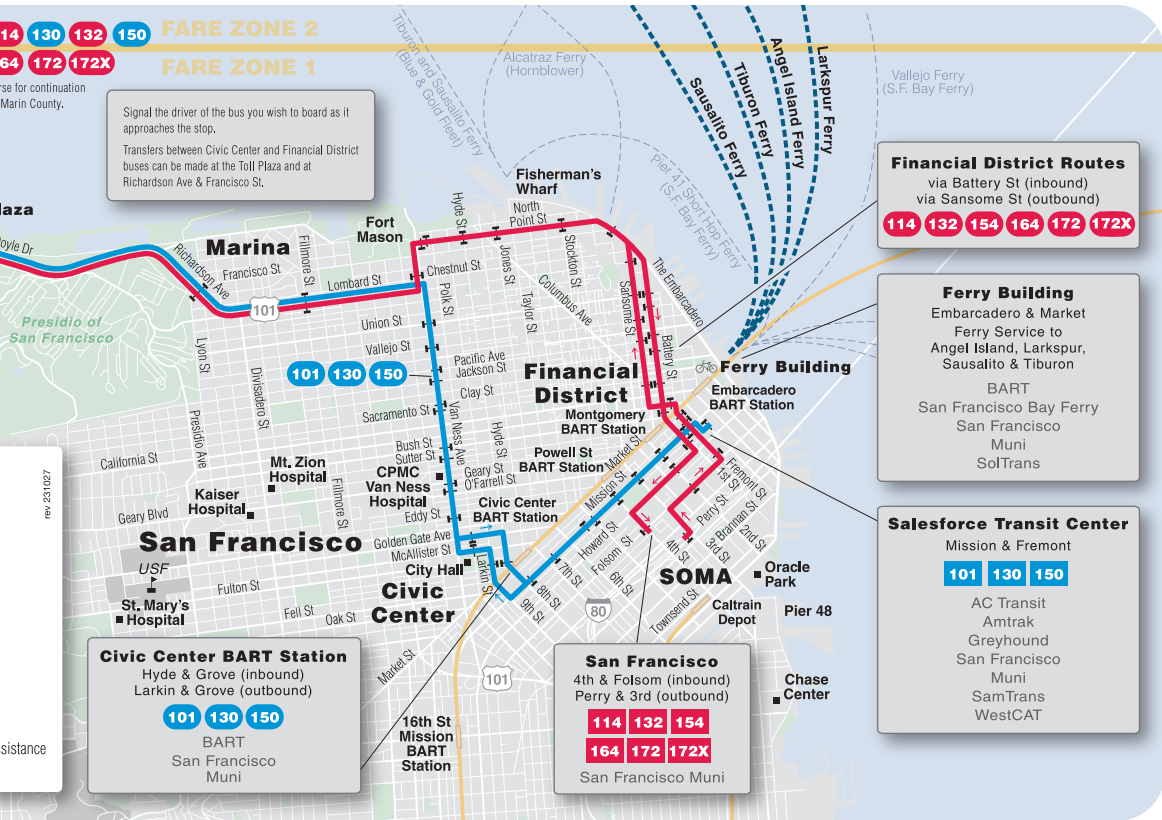 14 130 132 150
FARE ZONE 2
64 172 172X
FARE ZONE 1
rse for continuation
Marin County.
Signal the driver of the bus you wish to board as it
approaches the stop.
Transfers between Civic Center and Financial District
buses can be made at the Toll Plaza and at
Richardson Ave & Francisco St.
Tiburon and Sausalito Ferry
(Blue & Gold Fleet)
Alcatraz Ferry
(Hornblower)
Sausalito Ferry
Tiburon Ferry
Angel Island Ferry
Larkspur Ferry
Vallejo Ferry
(S.F. Bay Ferry)
Pier 41 Short Hop Ferry
(S.F. Bay Ferry)
Financial District Routes
via Battery St (inbound)
via Sansome St (outbound)
114 132 154 164 172 172X
Ferry Building
Embarcadero & Market
Ferry Service to
Angel Island, Larkspur,
Sausalito & Tiburon
BART
San Francisco Bay Ferry
San Francisco
Muni
SolTrans
Salesforce Transit Center
Mission & Fremont
101 130 150
AC Transit
Amtrak
Greyhound
San Francisco
Muni
SamTrans
WestCAT
laza
oyle Dr
Richardson Ave
Marina
Francisco St
Fillmore St
Lombard St
101
Fort
Mason
Fisherman's
Wharf
Hyde St
North
Point St
Chestnut St
Jones St
Stockton St
Columbus Ave
Polk St
Taylor St
Sansome St
Battery St
The Embarcadero
Presidio of
San Francisco
Lyon St
Divisadero St
Union St
Vallejo St
Pacific Ave
Jackson St
Clay St
Sacramento St
101 130 150
Van Ness Ave
Hyde St
Financial
District
Ferry Building
Embarcadero
BART Station
Montgomery
BART Station
Powell St
BART Station
Market St
Mission St
Presidio Ave
California St
Bush St
Sutter St
Geary St
O'Farrell St
Mt. Zion
Hospital
CPMC
Van Ness
Hospital
Kaiser
Hospital
Fillmore St
Geary Blvd
Eddy St
Civic Center
BART Station
San Francisco
Golden Gate Ave
McAllister St
City Hall
Larkin St
USF
Fulton St
St. Mary's
Hospital
Fell St
Oak St
Civic
Center
Howard St
Folsom St
Fremont St
1st St
Perry St
Brannan St
2nd St
3rd St
4th St
6th St
7th St
8th St
9th St
SOMA
80
Townsend St
Oracle
Park
Caltrain
Depot
Pier 48
Chase
Center
Market St
101
16th St
Mission
BART
Station
Civic Center BART Station
Hyde & Grove (inbound)
Larkin & Grove (outbound)
101 130 150
BART
San Francisco
Muni
San Francisco
4th & Folsom (inbound)
Perry & 3rd (outbound)
114 132 154
164 172 172X
San Francisco Muni
rev 231027
ssistance